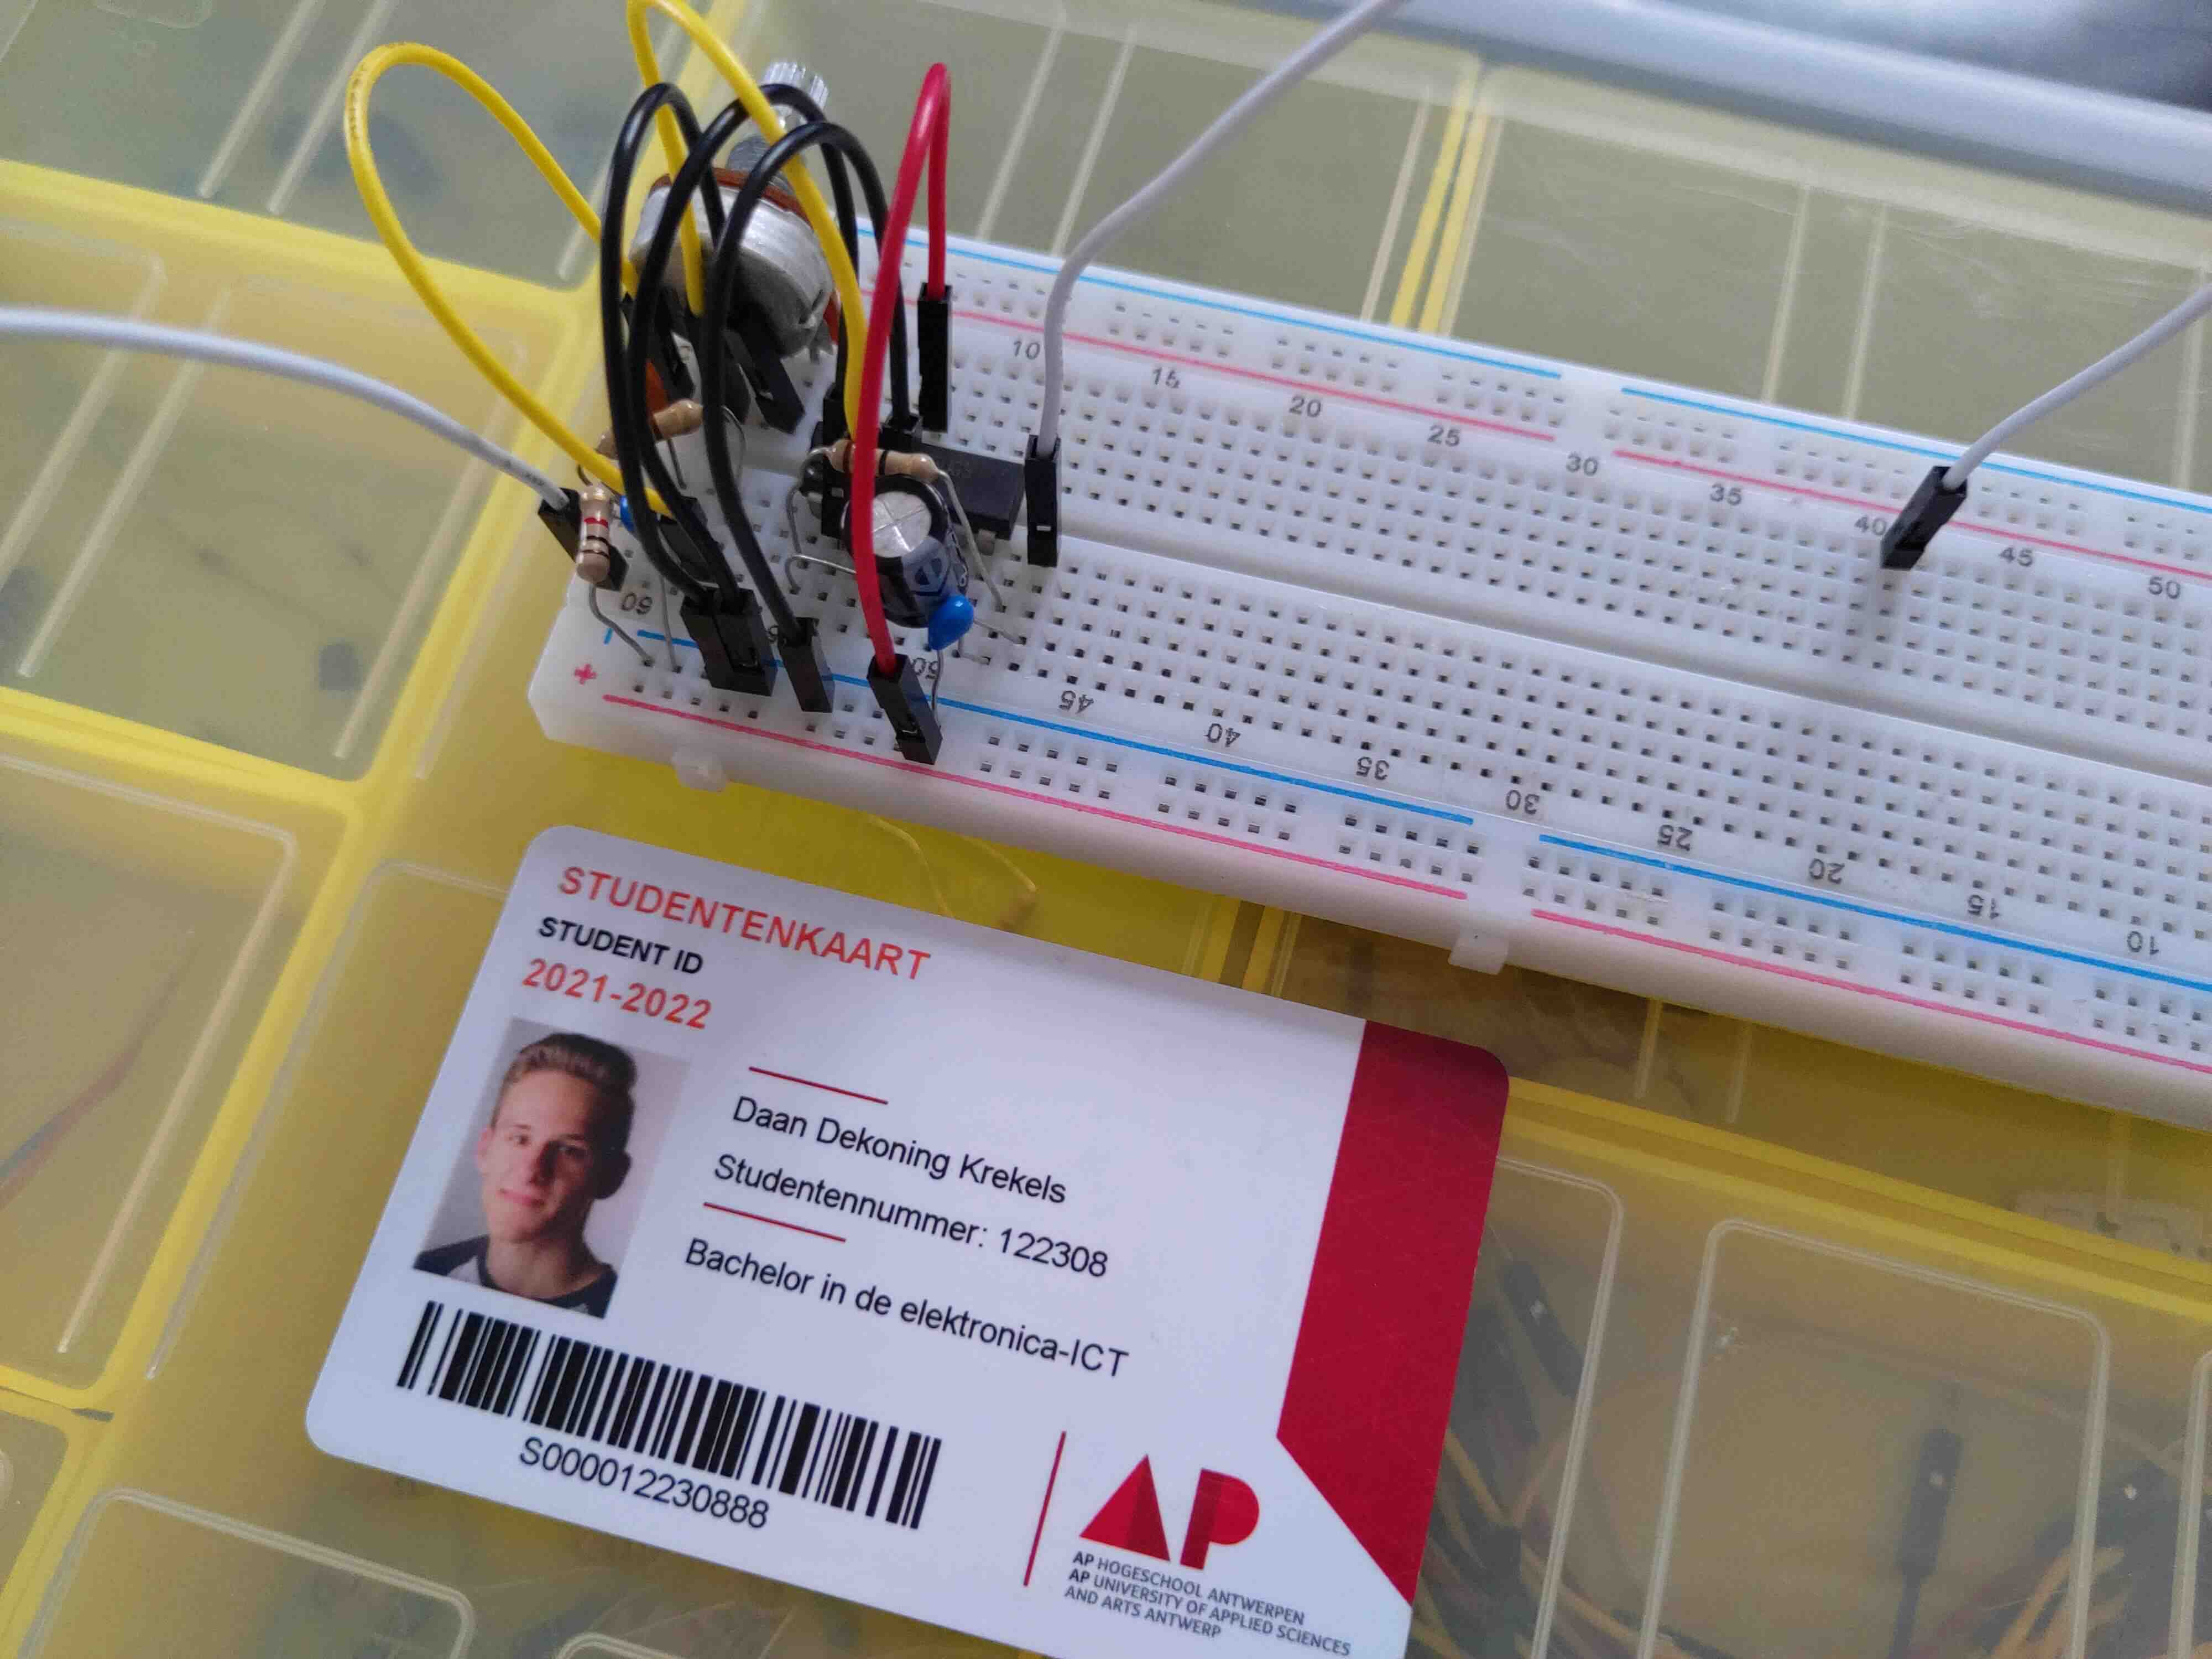 10
15
20
25
30
35
40
45
50
60
50
45
40
35
30
25
20
15
10
+
STUDENTENKAART
STUDENT ID
2021-2022
Daan Dekoning Krekels
Studentennummer: 122308
Bachelor in de elektronica-ICT
S000012230888
AP
AP HOGESCHOOL ANTWERPEN
AP UNIVERSITY OF APPLIED SCIENCES
AND ARTS ANTWERP